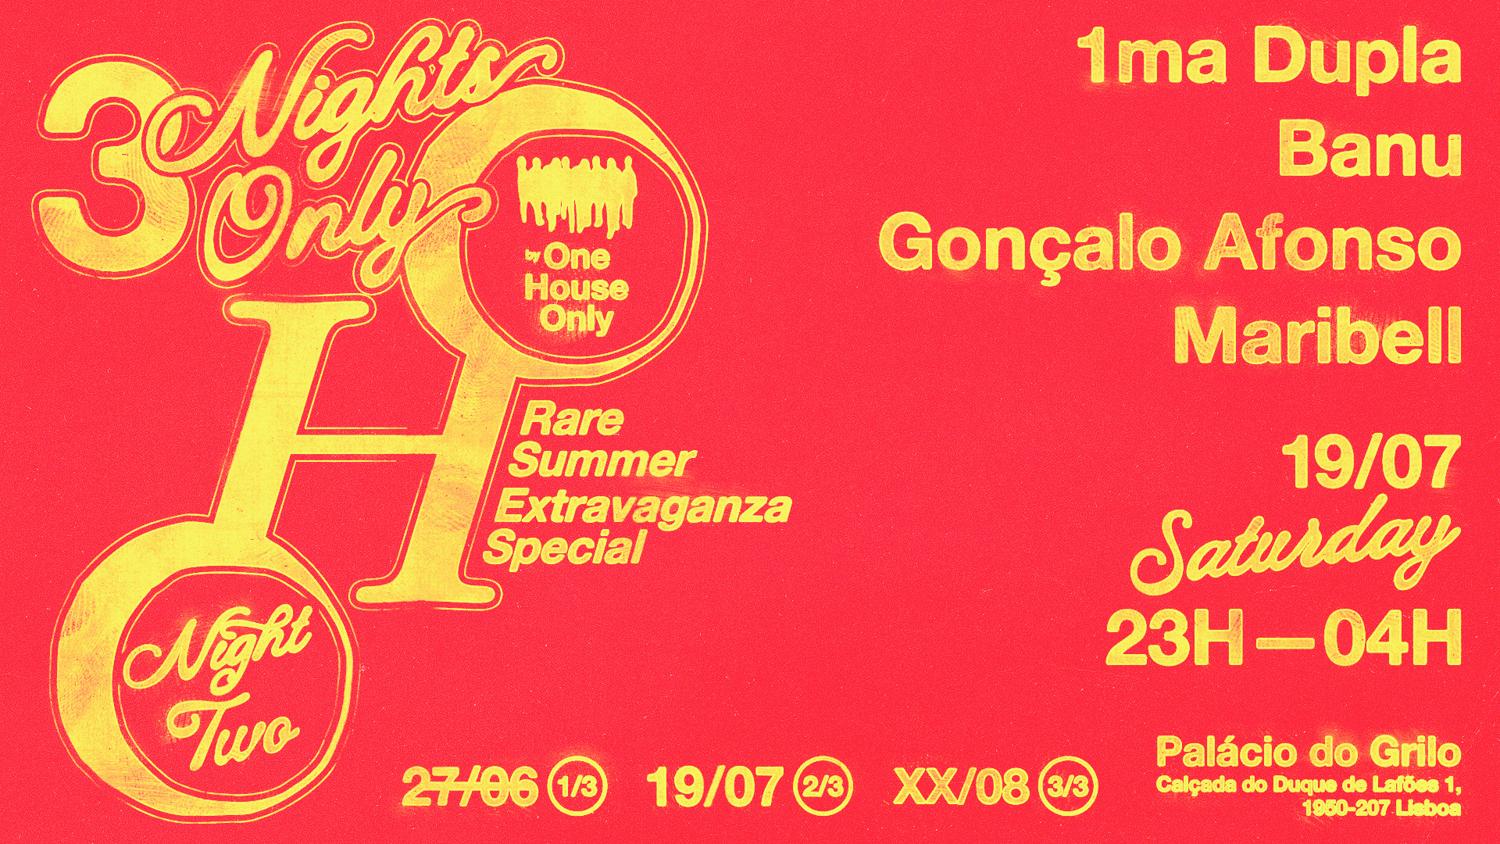 3 Nights
Only
by One
House
Only
Rare
Summer
Extravaganza
Special
Night
Two
1ma Dupla
Banu
Gonçalo Afonso
Maribell
19/07
Saturday
23H—04H
27/06 1/3 19/07 2/3 XX/08 3/3
Palácio do Grilo
Calçada do Duque de Lafões 1,
1950-207 Lisboa